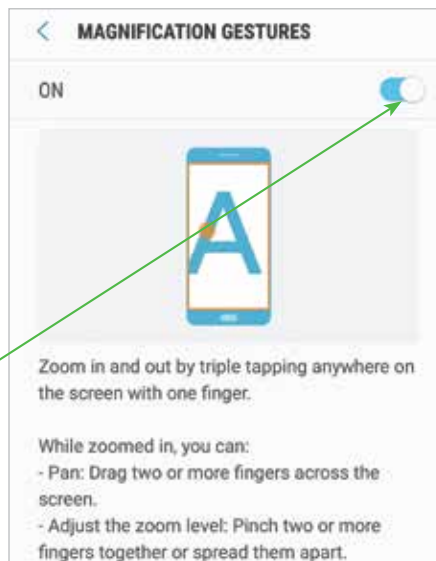 MAGNIFICATION GESTURES
ON
A
Zoom in and out by triple tapping anywhere on
the screen with one finger.
While zoomed in, you can:
- Pan: Drag two or more fingers across the
screen.
- Adjust the zoom level: Pinch two or more
fingers together or spread them apart.